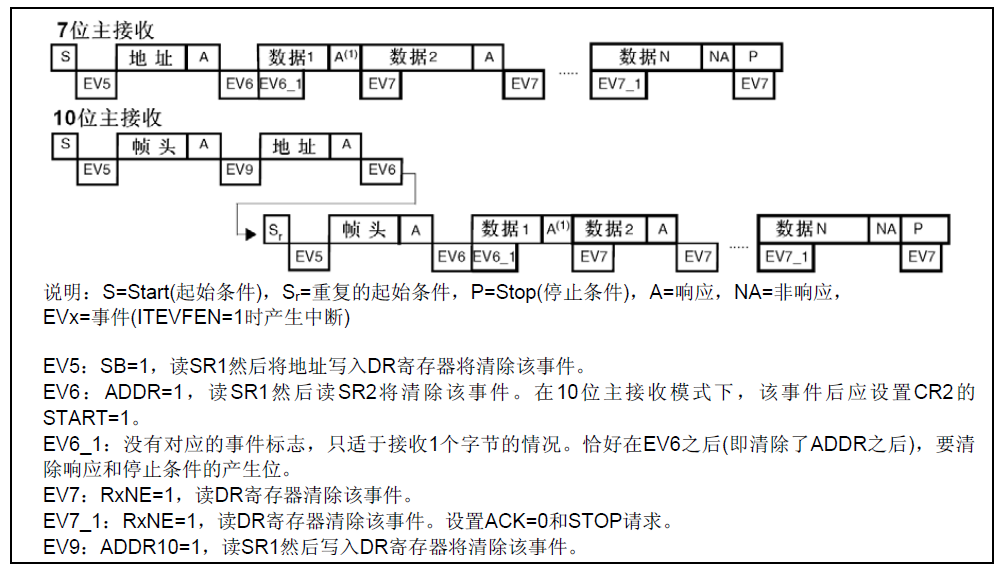 7位主接收
S 地址 A 数据1 A(1) 数据2 A ..... 数据N NA P
EV5 EV6 EV6_1 EV7 EV7 EV7_1 EV7
10位主接收
S 帧头 A 地址 A
EV5 EV9 EV6
Sr 帧头 A 数据1 A(1) 数据2 A ..... 数据N NA P
EV5 EV6 EV6_1 EV7 EV7 EV7_1 EV7
说明：S=Start(起始条件)，Sr=重复的起始条件，P=Stop(停止条件)，A=响应，NA=非响应，
EVx=事件(ITEVFEN=1时产生中断)
EV5：SB=1，读SR1然后将地址写入DR寄存器将清除该事件。
EV6：ADDR=1，读SR1然后读SR2将清除该事件。在10位主接收模式下，该事件后应设置CR2的
START=1。
EV6_1：没有对应的事件标志，只适于接收1个字节的情况。恰好在EV6之后(即清除了ADDR之后)，要清
除响应和停止条件的产生位。
EV7：RxNE=1，读DR寄存器清除该事件。
EV7_1：RxNE=1，读DR寄存器清除该事件。设置ACK=0和STOP请求。
EV9：ADDR10=1，读SR1然后写入DR寄存器将清除该事件。